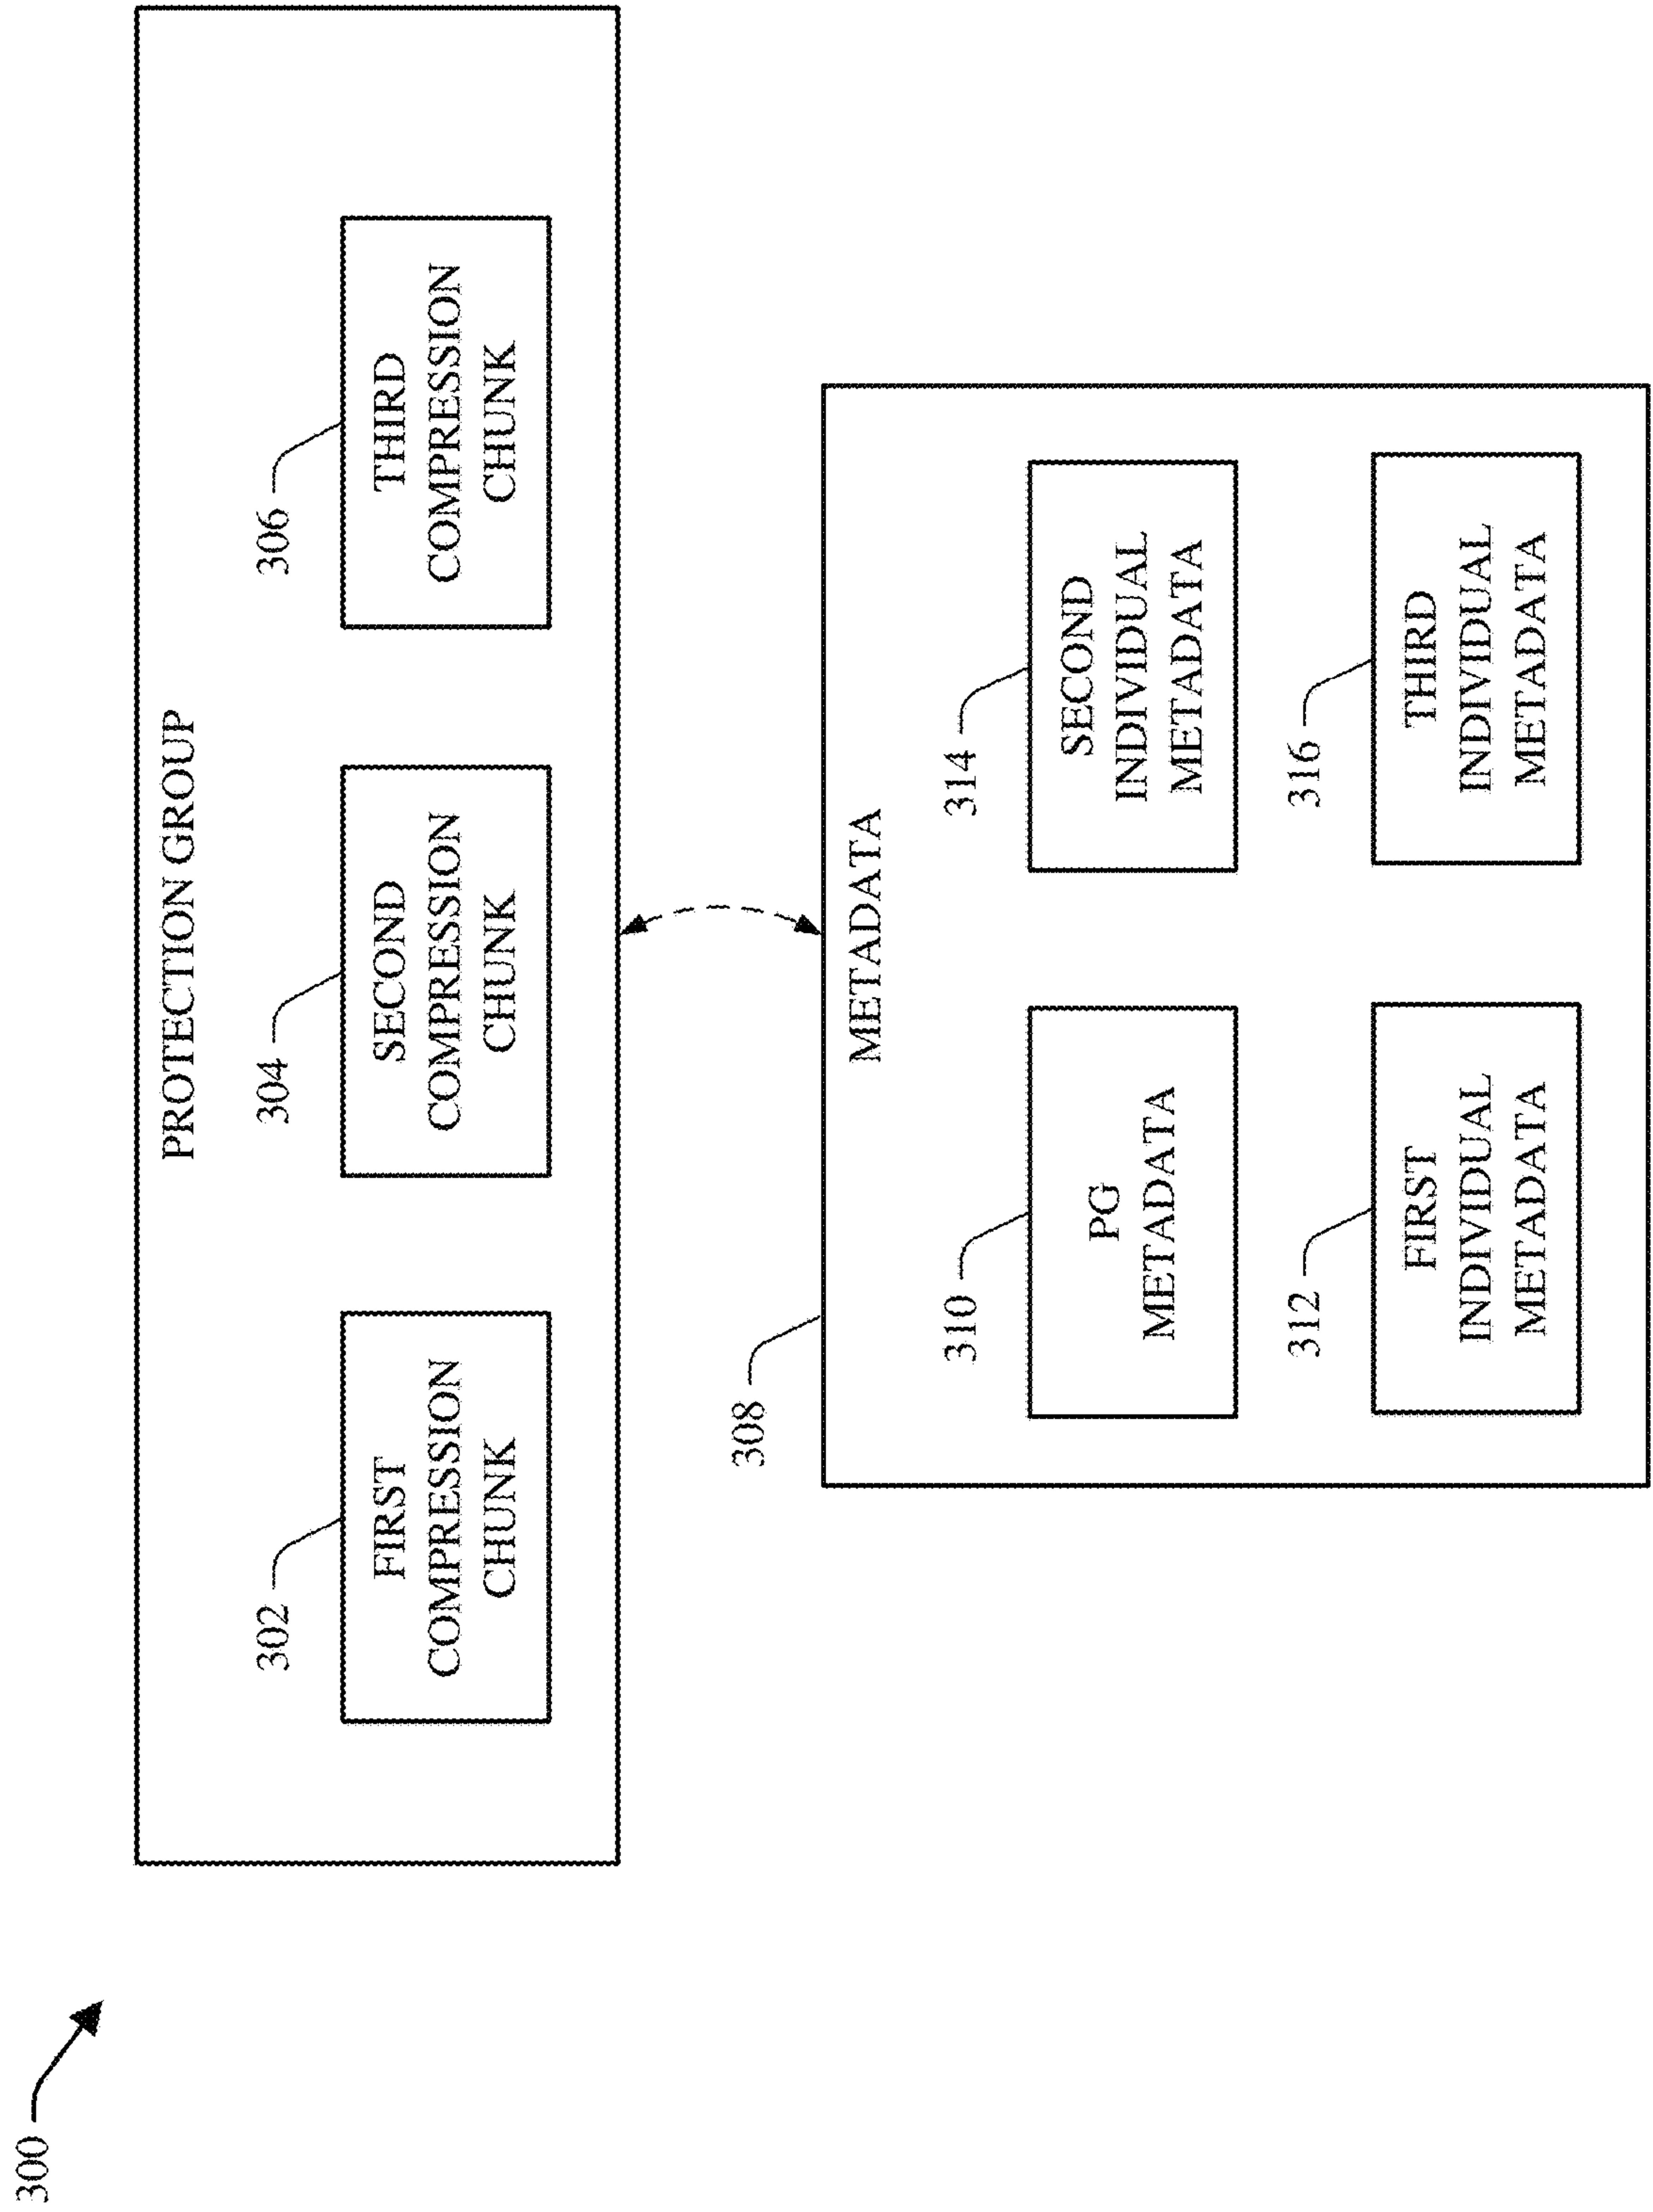 300
PROTECTION GROUP
302
FIRST
COMPRESSION
CHUNK
304
SECOND
COMPRESSION
CHUNK
306
THIRD
COMPRESSION
CHUNK
308
METADATA
310
PG
METADATA
314
SECOND
INDIVIDUAL
METADATA
312
FIRST
INDIVIDUAL
METADATA
316
THIRD
INDIVIDUAL
METADATA